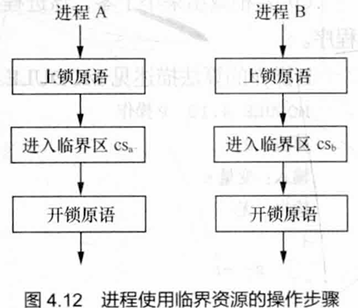 进程 A 进程 B
上锁原语 上锁原语
进入临界区 csₐ 进入临界区 cs_b
开锁原语 开锁原语
图 4.12 进程使用临界资源的操作步骤